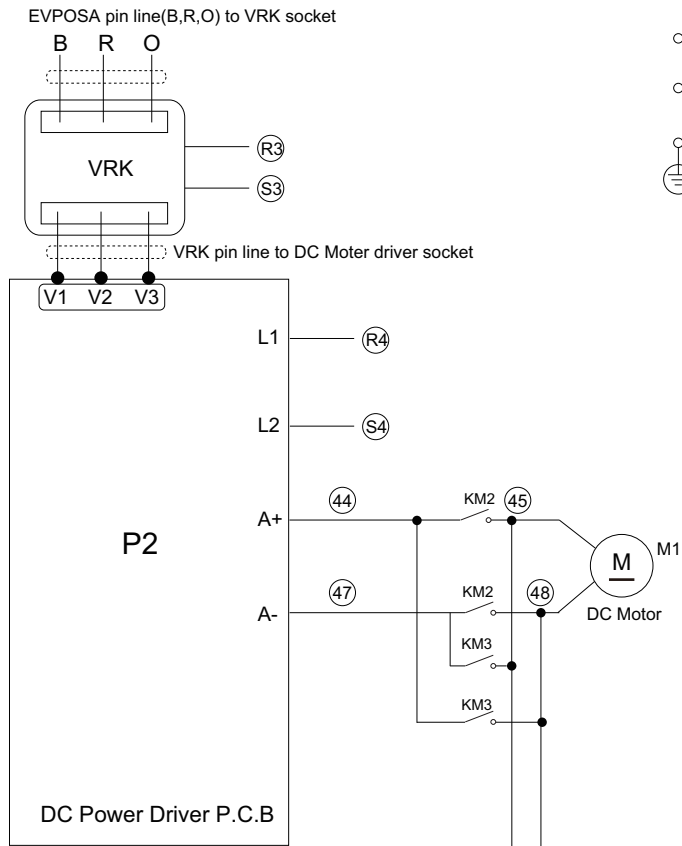 EVPOSA pin line(B,R,O) to VRK socket
B R O
VRK
R3
S3
VRK pin line to DC Moter driver socket
V1 V2 V3
L1 R4
L2 S4
44 KM2 45
A+
P2
M M1
47 KM2 48
A-
DC Motor
KM3
KM3
DC Power Driver P.C.B